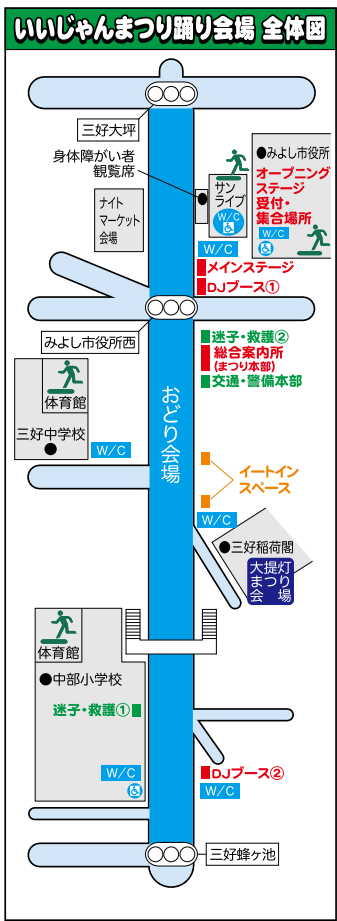 いいじゃんまつり踊り会場 全体図
三好大坪
身体障がい者
観覧席
サン
ライブ
W/C
●みよし市役所
オープニング
ステージ
受付・
集合場所
W/C
ナイト
マーケット
会場
W/C
メインステージ
DJブース①
みよし市役所西
迷子・救護②
総合案内所
(まつり本部)
交通・警備本部
体育館
三好中学校
●
W/C
おどり会場
イートイン
スペース
W/C
●三好稲荷閣
大提灯
まつり
会場
体育館
●中部小学校
迷子・救護①
W/C
DJブース②
W/C
三好蜂ヶ池